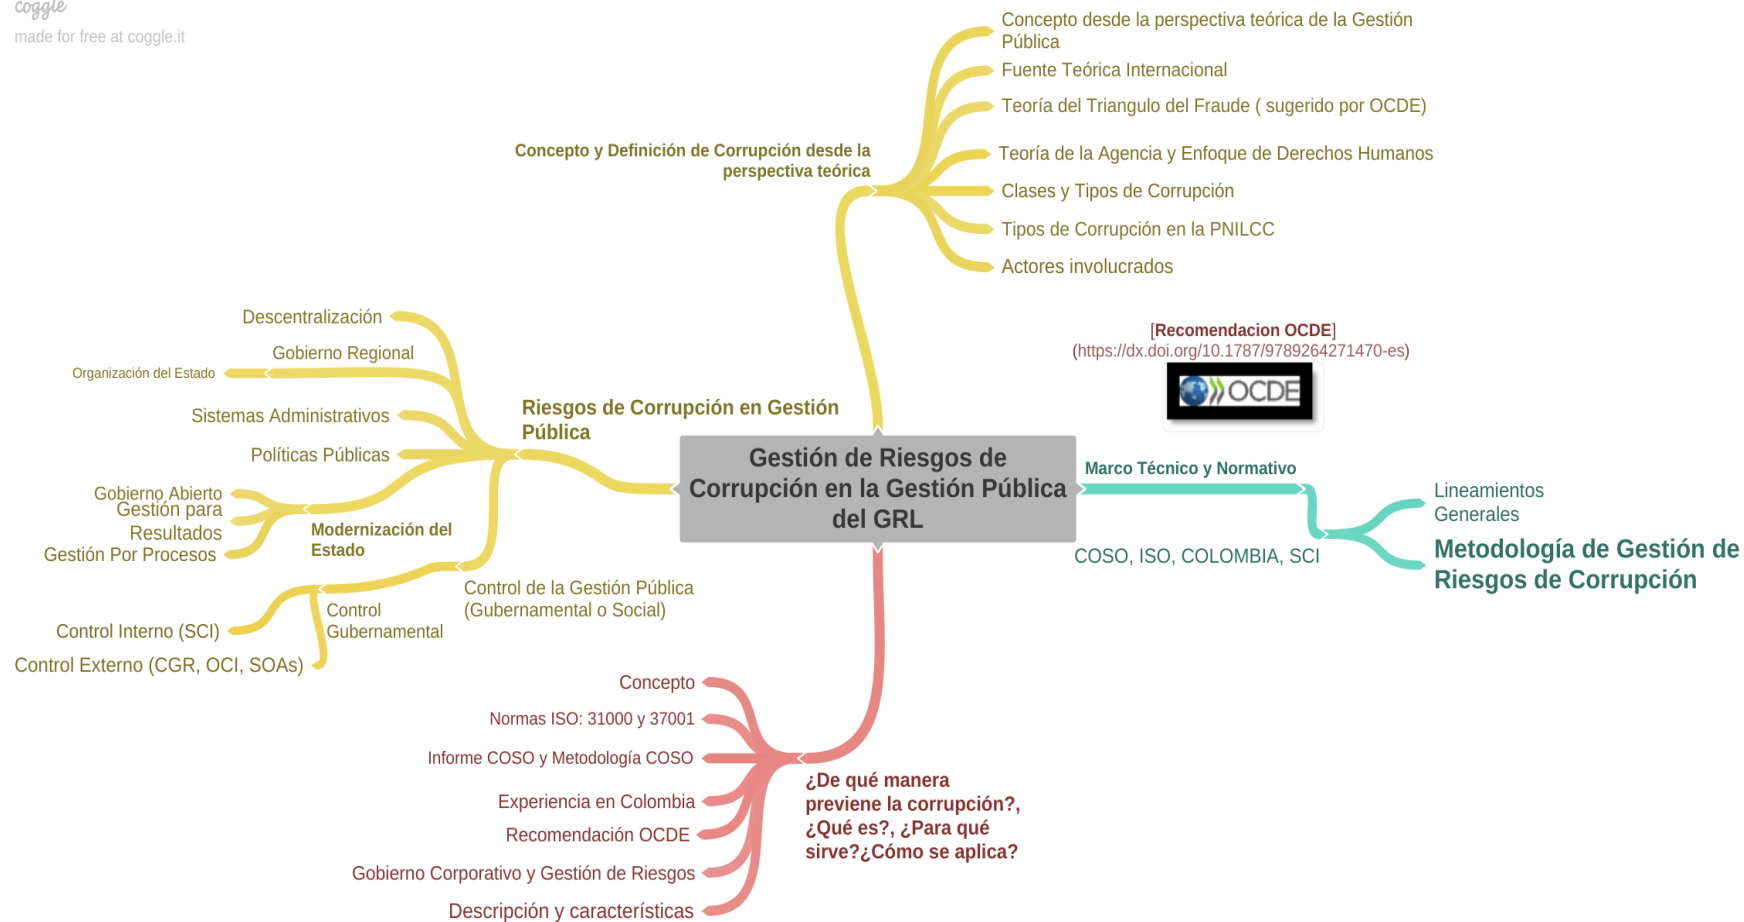 coggle
made for free at coggle.it
Concepto desde la perspectiva teórica de la Gestión
Pública
Fuente Teórica Internacional
Teoría del Triangulo del Fraude ( sugerido por OCDE)
Concepto y Definición de Corrupción desde la
perspectiva teórica
Teoría de la Agencia y Enfoque de Derechos Humanos
Clases y Tipos de Corrupción
Tipos de Corrupción en la PNILCC
Actores involucrados
[Recomendacion OCDE]
(https://dx.doi.org/10.1787/9789264271470-es)
OCDE
Descentralización
Gobierno Regional
Organización del Estado
Sistemas Administrativos
Políticas Públicas
Riesgos de Corrupción en Gestión
Pública
Gobierno Abierto
Gestión para
Resultados
Gestión Por Procesos
Modernización del
Estado
Control de la Gestión Pública
(Gubernamental o Social)
Control
Gubernamental
Control Interno (SCI)
Control Externo (CGR, OCI, SOAs)
Gestión de Riesgos de
Corrupción en la Gestión Pública
del GRL
Marco Técnico y Normativo
COSO, ISO, COLOMBIA, SCI
Lineamientos
Generales
Metodología de Gestión de
Riesgos de Corrupción
Concepto
Normas ISO: 31000 y 37001
Informe COSO y Metodología COSO
Experiencia en Colombia
Recomendación OCDE
Gobierno Corporativo y Gestión de Riesgos
Descripción y características
¿De qué manera
previene la corrupción?,
¿Qué es?, ¿Para qué
sirve?¿Cómo se aplica?